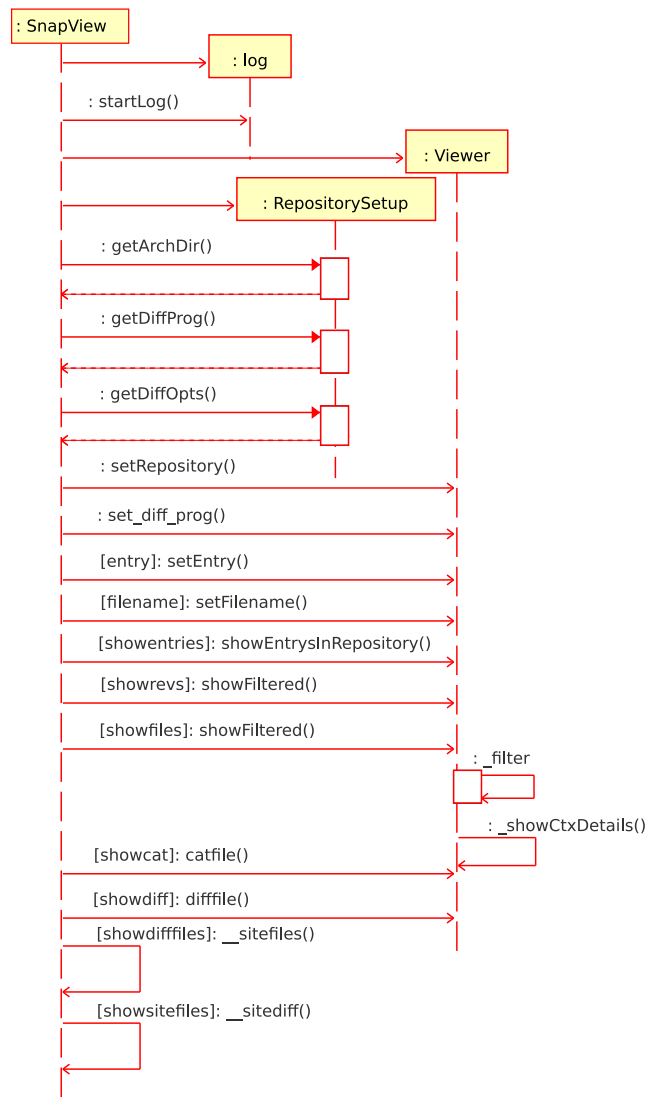 : SnapView
: log
: startLog()
: Viewer
: RepositorySetup
: getArchDir()
: getDiffProg()
: getDiffOpts()
: setRepository()
: set_diff_prog()
[entry]: setEntry()
[filename]: setFilename()
[showentries]: showEntrysInRepository()
[showrevs]: showFiltered()
[showfiles]: showFiltered()
: _filter
: _showCtxDetails()
[showcat]: catfile()
[showdiff]: difffile()
[showdifffiles]: __sitefiles()
[showsitefiles]: __sitediff()